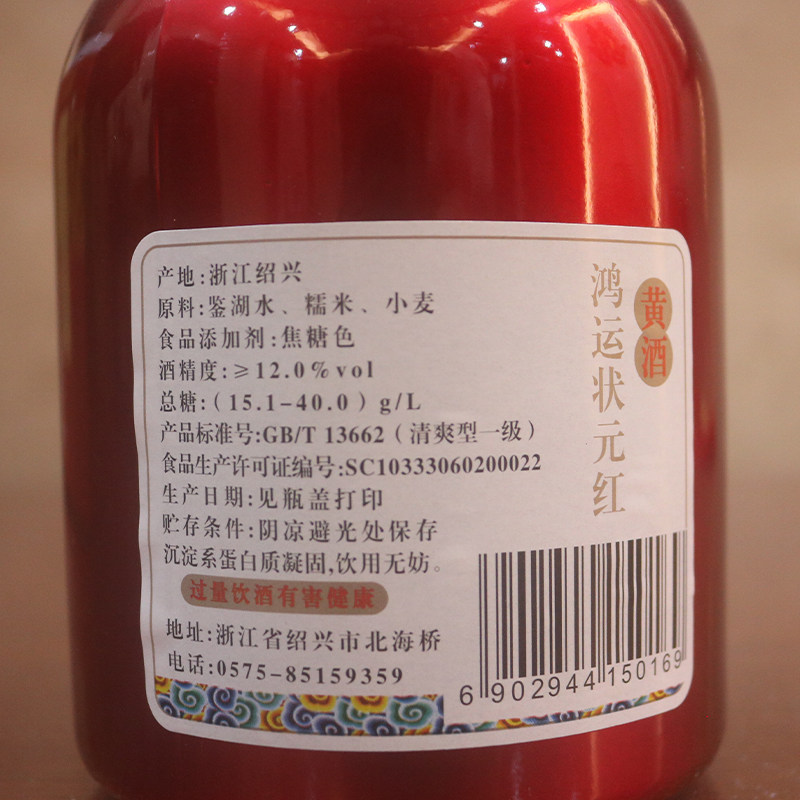 产地:浙江绍兴
原料:鉴湖水、糯米、小麦
食品添加剂:焦糖色
酒精度:≥12.0%vol
总糖:(15.1-40.0) g/L
产品标准号:GB/T 13662（清爽型一级）
食品生产许可证编号:SC10333060200022
生产日期:见瓶盖打印
贮存条件:阴凉避光处保存
沉淀系蛋白质凝固,饮用无妨。
过量饮酒有害健康
地址:浙江省绍兴市北海桥
电话:0575-85159359
鸿运状元红
黄酒
6 902944 150169